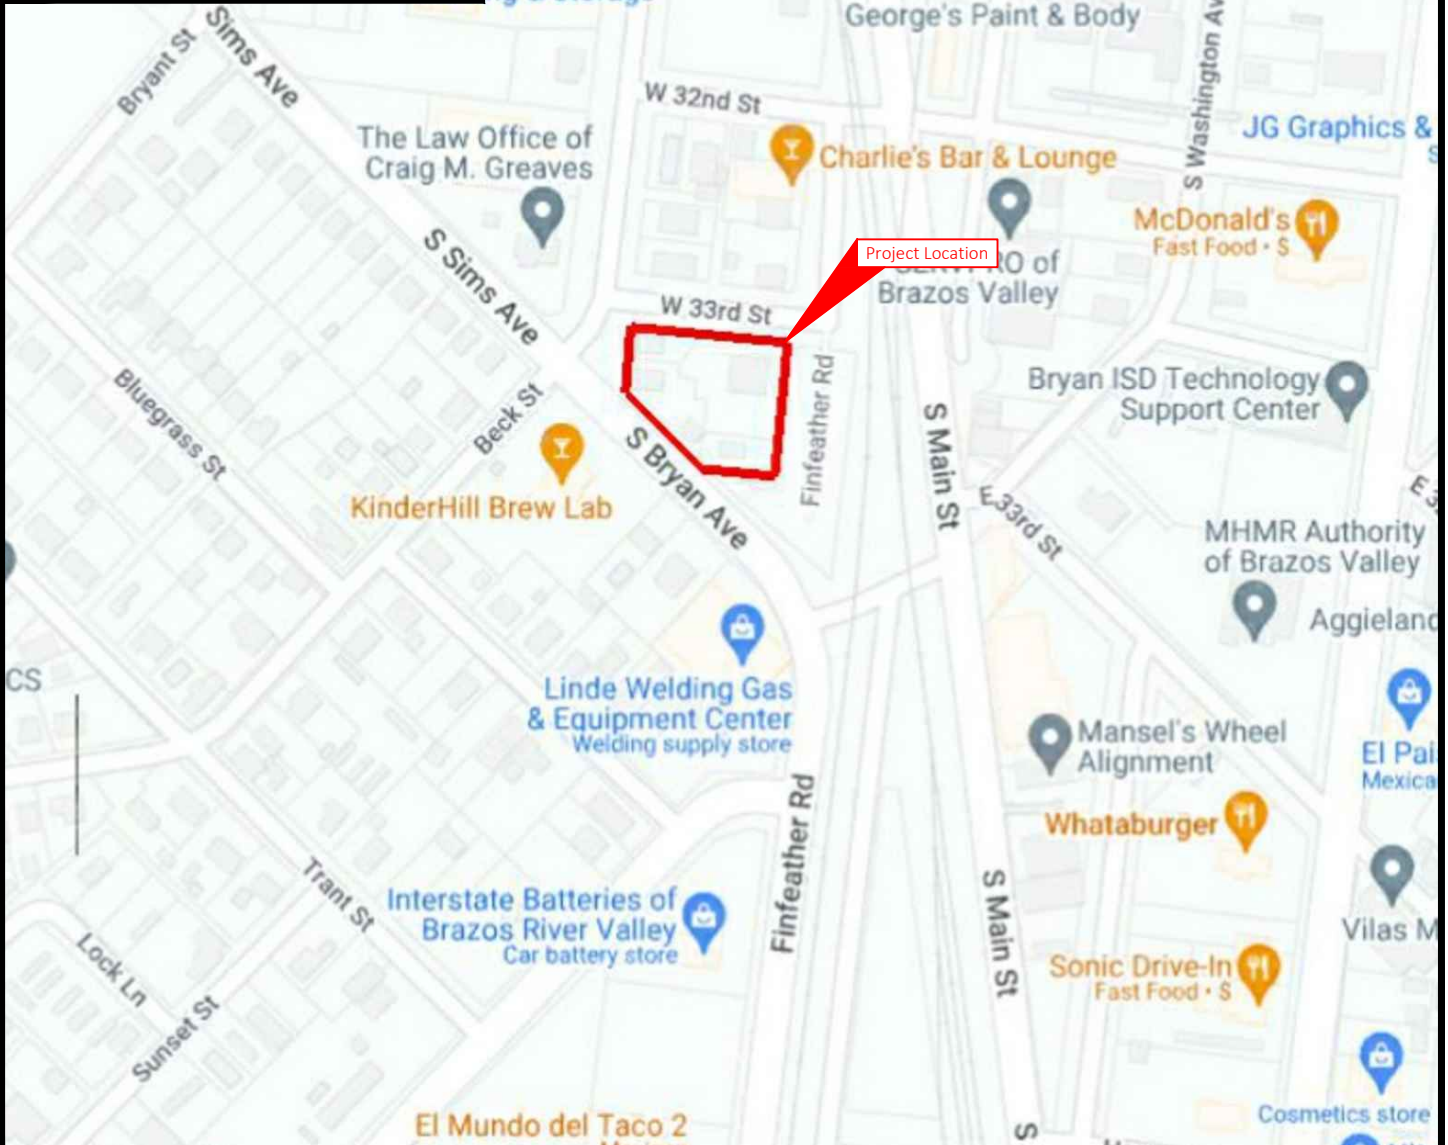 George's Paint & Body
Sims Ave
Bryant St
S Washington Av
W 32nd St
JG Graphics &
The Law Office of
Craig M. Greaves
Charlie's Bar & Lounge
McDonald's
Fast Food • $
S Sims Ave
Project Location
RO of
Brazos Valley
W 33rd St
Finfeather Rd
Bryan ISD Technology
Support Center
Bluegrass St
Beck St
S Main St
S Bryan Ave
KinderHill Brew Lab
E 33rd St
E 3
MHMR Authority
of Brazos Valley
Aggieland
CS
Linde Welding Gas
& Equipment Center
Welding supply store
Mansel's Wheel
Alignment
El Pai
Mexica
Whataburger
Finfeather Rd
Trant St
Interstate Batteries of
Brazos River Valley
Car battery store
S Main St
Vilas M
Lock Ln
Sonic Drive-In
Fast Food • $
Sunset St
El Mundo del Taco 2
Cosmetics store
S